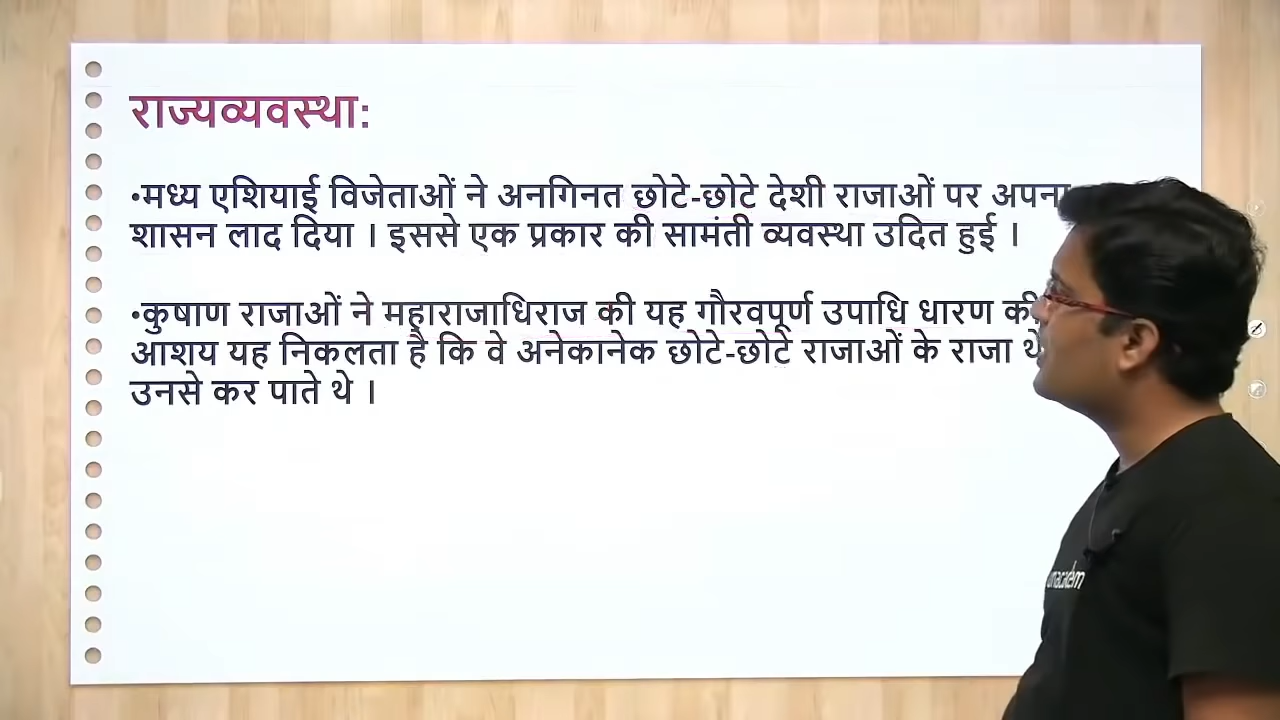 राज्यव्यवस्था:
•मध्य एशियाई विजेताओं ने अनगिनत छोटे-छोटे देशी राजाओं पर अपना
शासन लाद दिया । इससे एक प्रकार की सामंती व्यवस्था उदित हुई ।
•कुषाण राजाओं ने महाराजाधिराज की यह गौरवपूर्ण उपाधि धारण की
आशय यह निकलता है कि वे अनेकानेक छोटे-छोटे राजाओं के राजा थे
उनसे कर पाते थे ।
unacadem